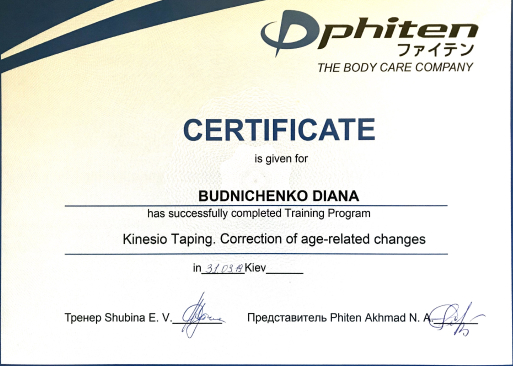 phiten
ファイテン
THE BODY CARE COMPANY
CERTIFICATE
is given for
BUDNICHENKO DIANA
has successfully completed Training Program
Kinesio Taping. Correction of age-related changes
in 31.03.19 Kiev
Тренер Shubina E. V. Представитель Phiten Akhmad N. A.